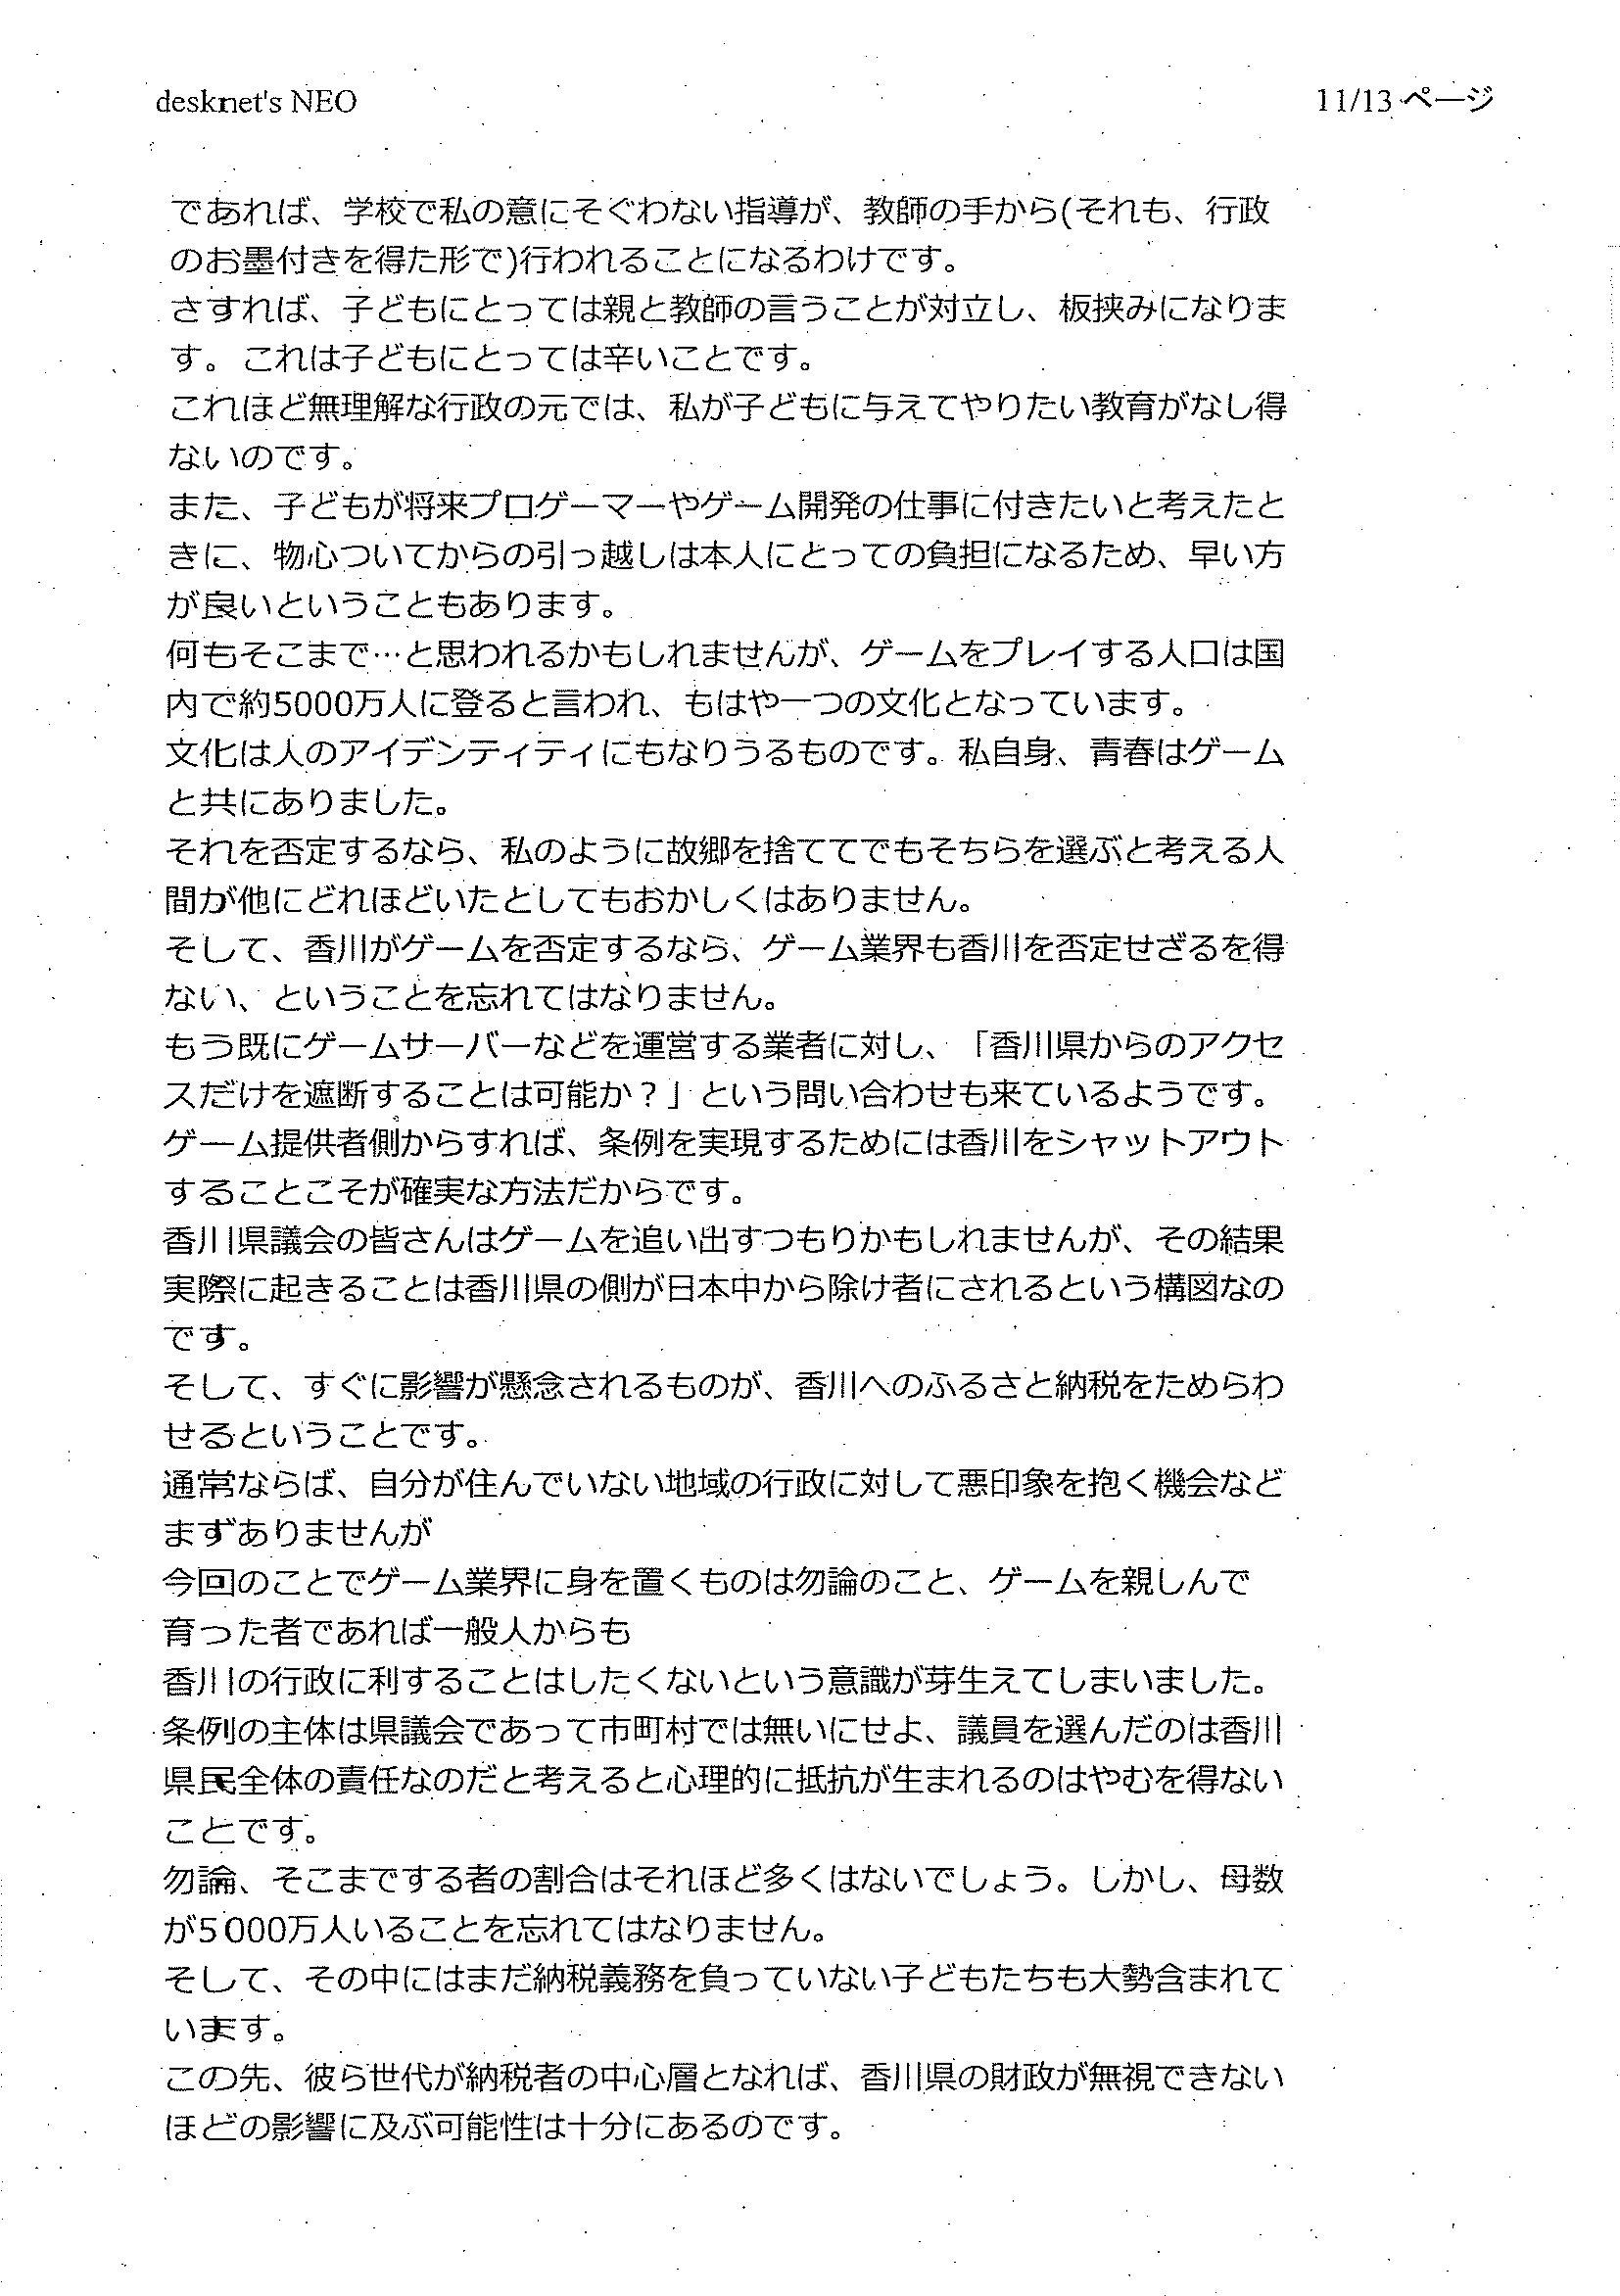 desknet's NEO
11/13 ページ
であれば、学校で私の意にそぐわない指導が、教師の手から(それも、行政
のお墨付きを得た形で)行われることになるわけです。
さすれば、子どもにとっては親と教師の言うことが対立し、板挟みになりま
す。これは子どもにとっては辛いことです。
これほど無理解な行政の元では、私が子どもに与えてやりたい教育がなし得
ないのです。
また、子どもが将来プロゲーマーやゲーム開発の仕事に付きたいと考えたと
きに、物心ついてからの引っ越しは本人にとっての負担になるため、早い方
が良いということもあります。
何もそこまで…と思われるかもしれませんが、ゲームをプレイする人口は国
内で約5000万人に登ると言われ、もはや一つの文化となっています。
文化は人のアイデンティティにもなりうるものです。私自身、青春はゲーム
と共にありました。
それを否定するなら、私のように故郷を捨ててでもそちらを選ぶと考える人
間が他にどれほどいたとしてもおかしくはありません。
そして、香川がゲームを否定するなら、ゲーム業界も香川を否定せざるを得
ない、ということを忘れてはなりません。
もう既にゲームサーバーなどを運営する業者に対し、「香川県からのアクセ
スだけを遮断することは可能か？」という問い合わせも来ているようです。
ゲーム提供者側からすれば、条例を実現するためには香川をシャットアウト
することこそが確実な方法だからです。
香川県議会の皆さんはゲームを追い出すつもりかもしれませんが、その結果
実際に起きることは香川県の側が日本中から除け者にされるという構図なの
です。
そして、すぐに影響が懸念されるものが、香川へのふるさと納税をためらわ
せるということです。
通常ならば、自分が住んでいない地域の行政に対して悪印象を抱く機会など
まずありませんが
今回のことでゲーム業界に身を置くものは勿論のこと、ゲームを親しんで
育った者であれば一般人からも
香川の行政に利することはしたくないという意識が芽生えてしまいました。
条例の主体は県議会であって市町村では無いにせよ、議員を選んだのは香川
県民全体の責任なのだと考えると心理的に抵抗が生まれるのはやむを得ない
ことです。
勿論、そこまでする者の割合はそれほど多くはないでしょう。しかし、母数
が5000万人いることを忘れてはなりません。
そして、その中にはまだ納税義務を負っていない子どもたちも大勢含まれて
います。
この先、彼ら世代が納税者の中心層となれば、香川県の財政が無視できない
ほどの影響に及ぶ可能性は十分にあるのです。